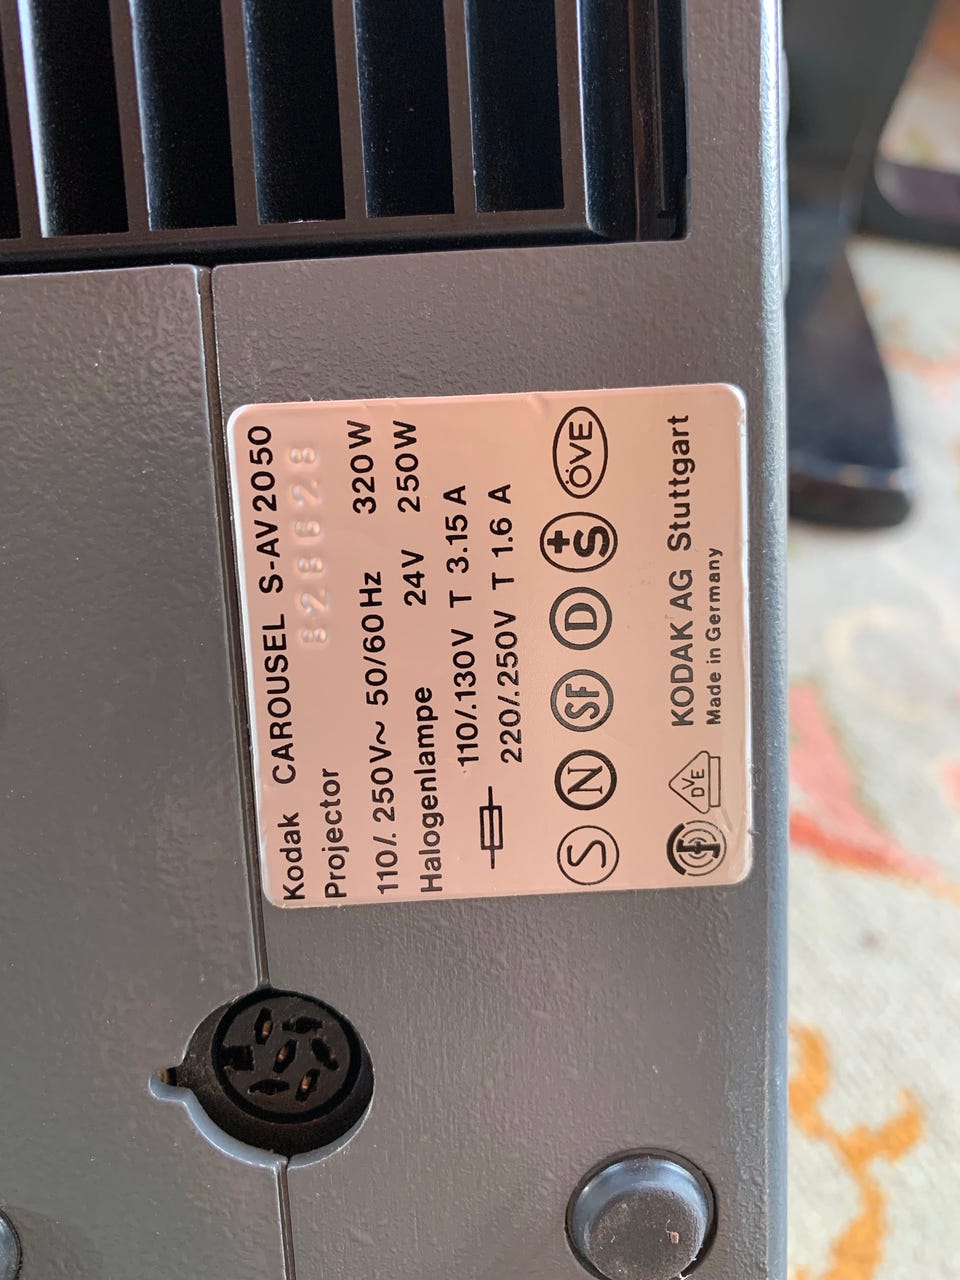 Kodak CAROUSEL S-AV2050
Projector
110/. 250V~ 50/60Hz 320W
Halogenlampe 24V 250W
110/.130V T 3.15 A
220/.250V T 1.6 A
S N SF D +S ÖVE
DVE KODAK AG Stuttgart
Made in Germany